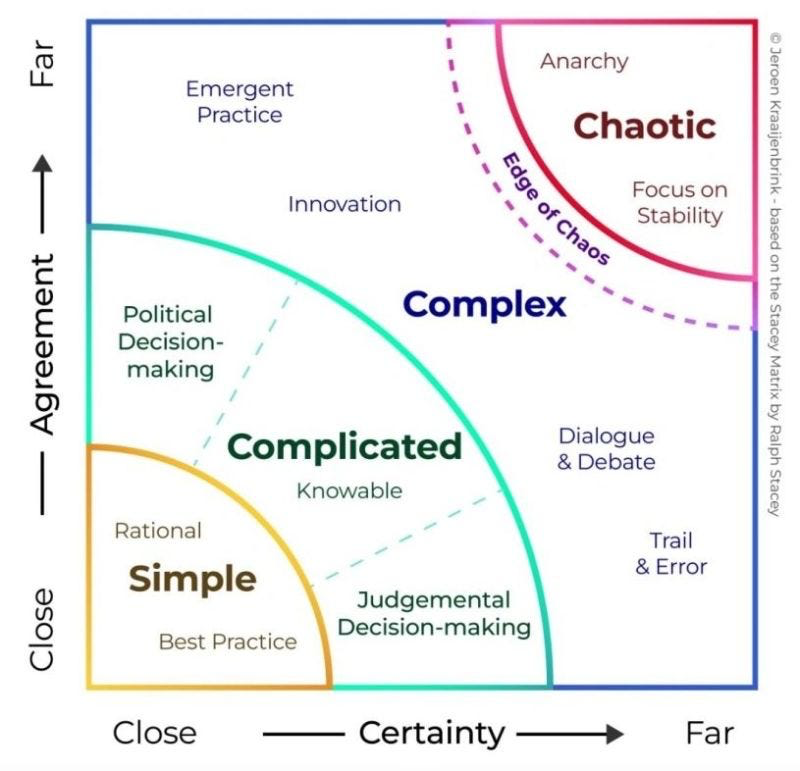 Far
Agreement
Close
Emergent
Practice
Innovation
Anarchy
Chaotic
Focus on
Stability
Edge of Chaos
Complex
Political
Decision-
making
Complicated
Knowable
Dialogue
& Debate
Trail
& Error
Rational
Simple
Best Practice
Judgemental
Decision-making
Close
Certainty
Far
© Jeroen Kraaijenbrink - based on the Stacey Matrix by Ralph Stacey